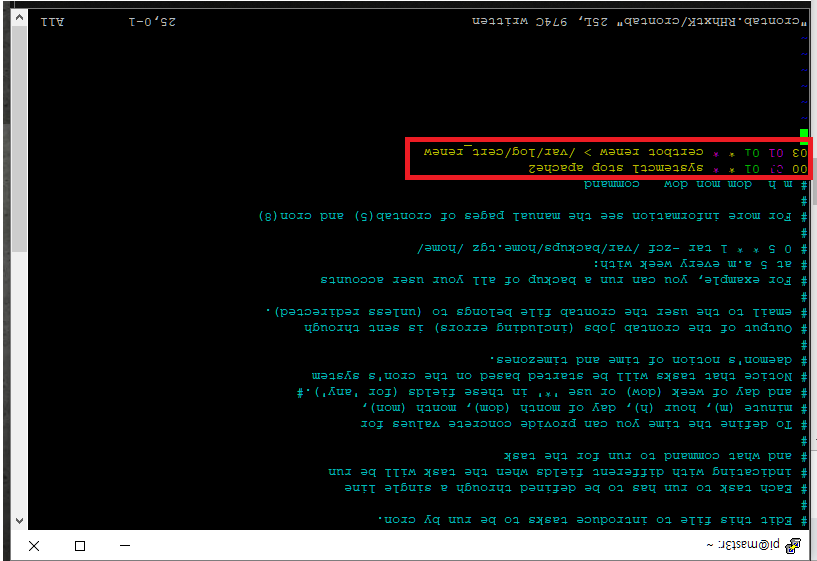 pi@mast3r: ~
# Edit this file to introduce tasks to be run by cron.
#
# Each task to run has to be defined through a single line
# indicating with different fields when the task will be run
# and what command to run for the task
#
# To define the time you can provide concrete values for
# minute (m), hour (h), day of month (dom), month (mon),
# and day of week (dow) or use '*' in these fields (for 'any').#
# Notice that tasks will be started based on the cron's system
# daemon's notion of time and timezones.
#
# Output of the crontab jobs (including errors) is sent through
# email to the user the crontab file belongs to (unless redirected).
#
# For example, you can run a backup of all your user accounts
# at 5 a.m every week with:
# 0 5 * * 1 tar -zcf /var/backups/home.tgz /home/
#
# For more information see the manual pages of crontab(5) and cron(8)
#
# m h  dom mon dow   command
00 01 01 * * systemctl stop apache2
03 01 01 * * certbot renew > /var/log/cert_renew
~
~
~
~
~
~
"crontab.RHhxtK/crontab" 25L, 974C written 25,0-1 All